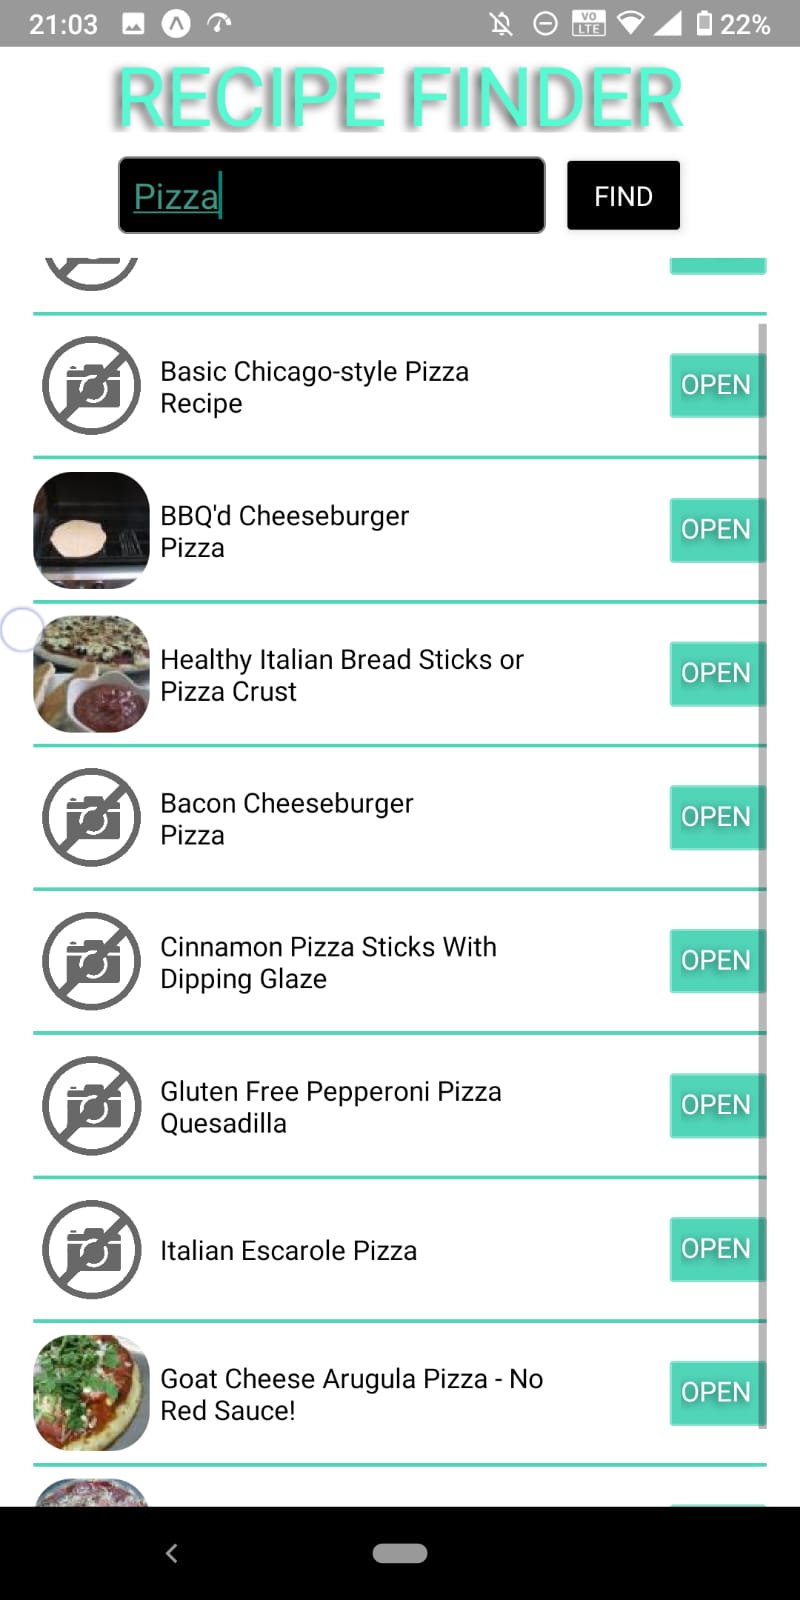 21:03
VO
LTE
22%
RECIPE FINDER
Pizza
FIND
Basic Chicago-style Pizza
Recipe
OPEN
BBQ'd Cheeseburger
Pizza
OPEN
Healthy Italian Bread Sticks or
Pizza Crust
OPEN
Bacon Cheeseburger
Pizza
OPEN
Cinnamon Pizza Sticks With
Dipping Glaze
OPEN
Gluten Free Pepperoni Pizza
Quesadilla
OPEN
Italian Escarole Pizza
OPEN
Goat Cheese Arugula Pizza - No
Red Sauce!
OPEN